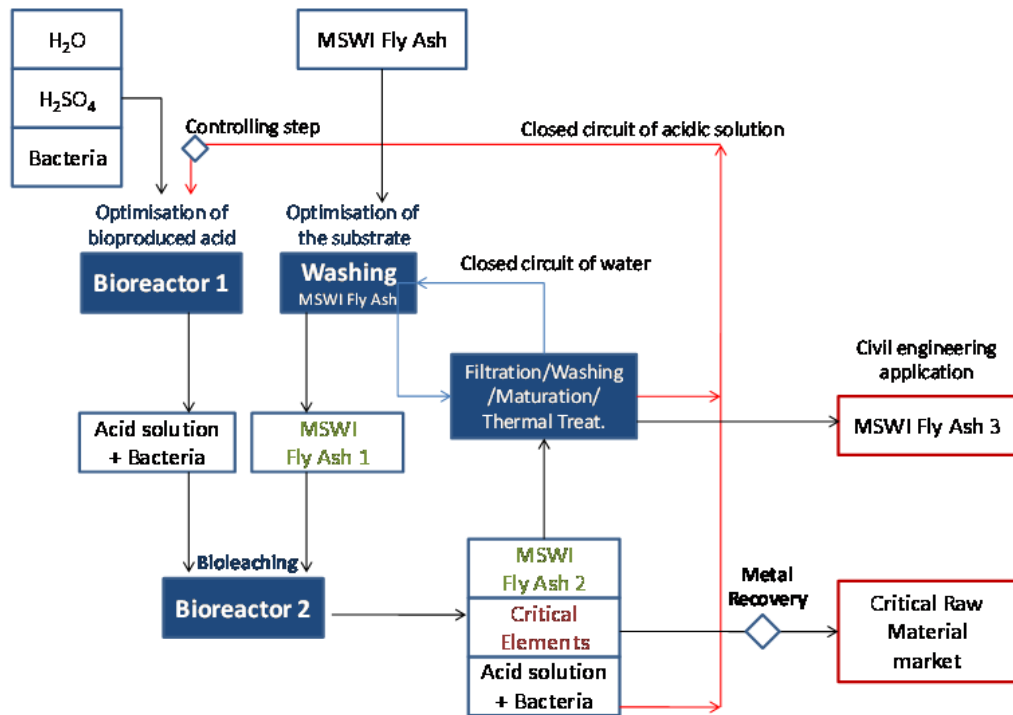 H₂O
H₂SO₄
Bacteria
MSWI Fly Ash
Controlling step
Closed circuit of acidic solution
Optimisation of
bioproduced acid
Optimisation of
the substrate
Bioreactor 1
Washing
MSWI Fly Ash
Closed circuit of water
Filtration/Washing
/Maturation/
Thermal Treat.
Civil engineering
application
MSWI Fly Ash 3
Acid solution
+ Bacteria
MSWI
Fly Ash 1
Bioleaching
Bioreactor 2
MSWI
Fly Ash 2
Critical
Elements
Acid solution
+ Bacteria
Metal
Recovery
Critical Raw
Material
market